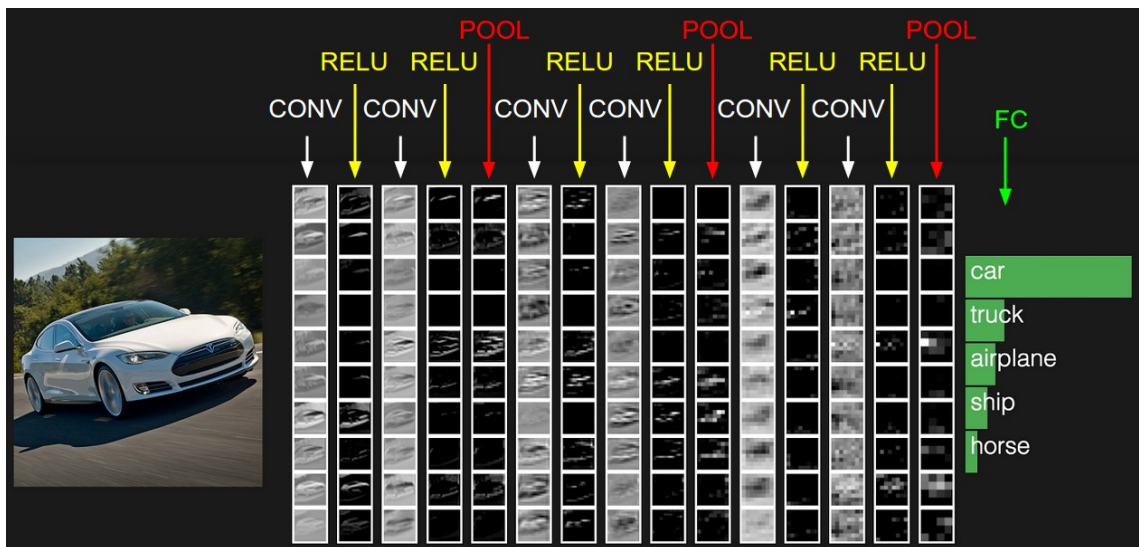 POOL POOL POOL
RELU RELU RELU RELU RELU RELU
CONV CONV CONV CONV CONV CONV
FC
car
truck
airplane
ship
horse